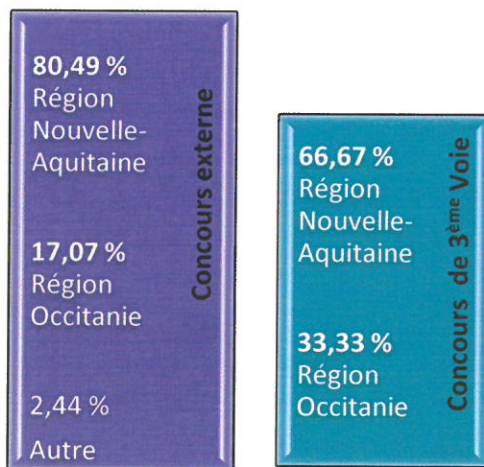 80,49 %
Région
Nouvelle-
Aquitaine
17,07 %
Région
Occitanie
2,44 %
Autre
Concours externe
66,67 %
Région
Nouvelle-
Aquitaine
33,33 %
Région
Occitanie
Concours de 3ème Voie